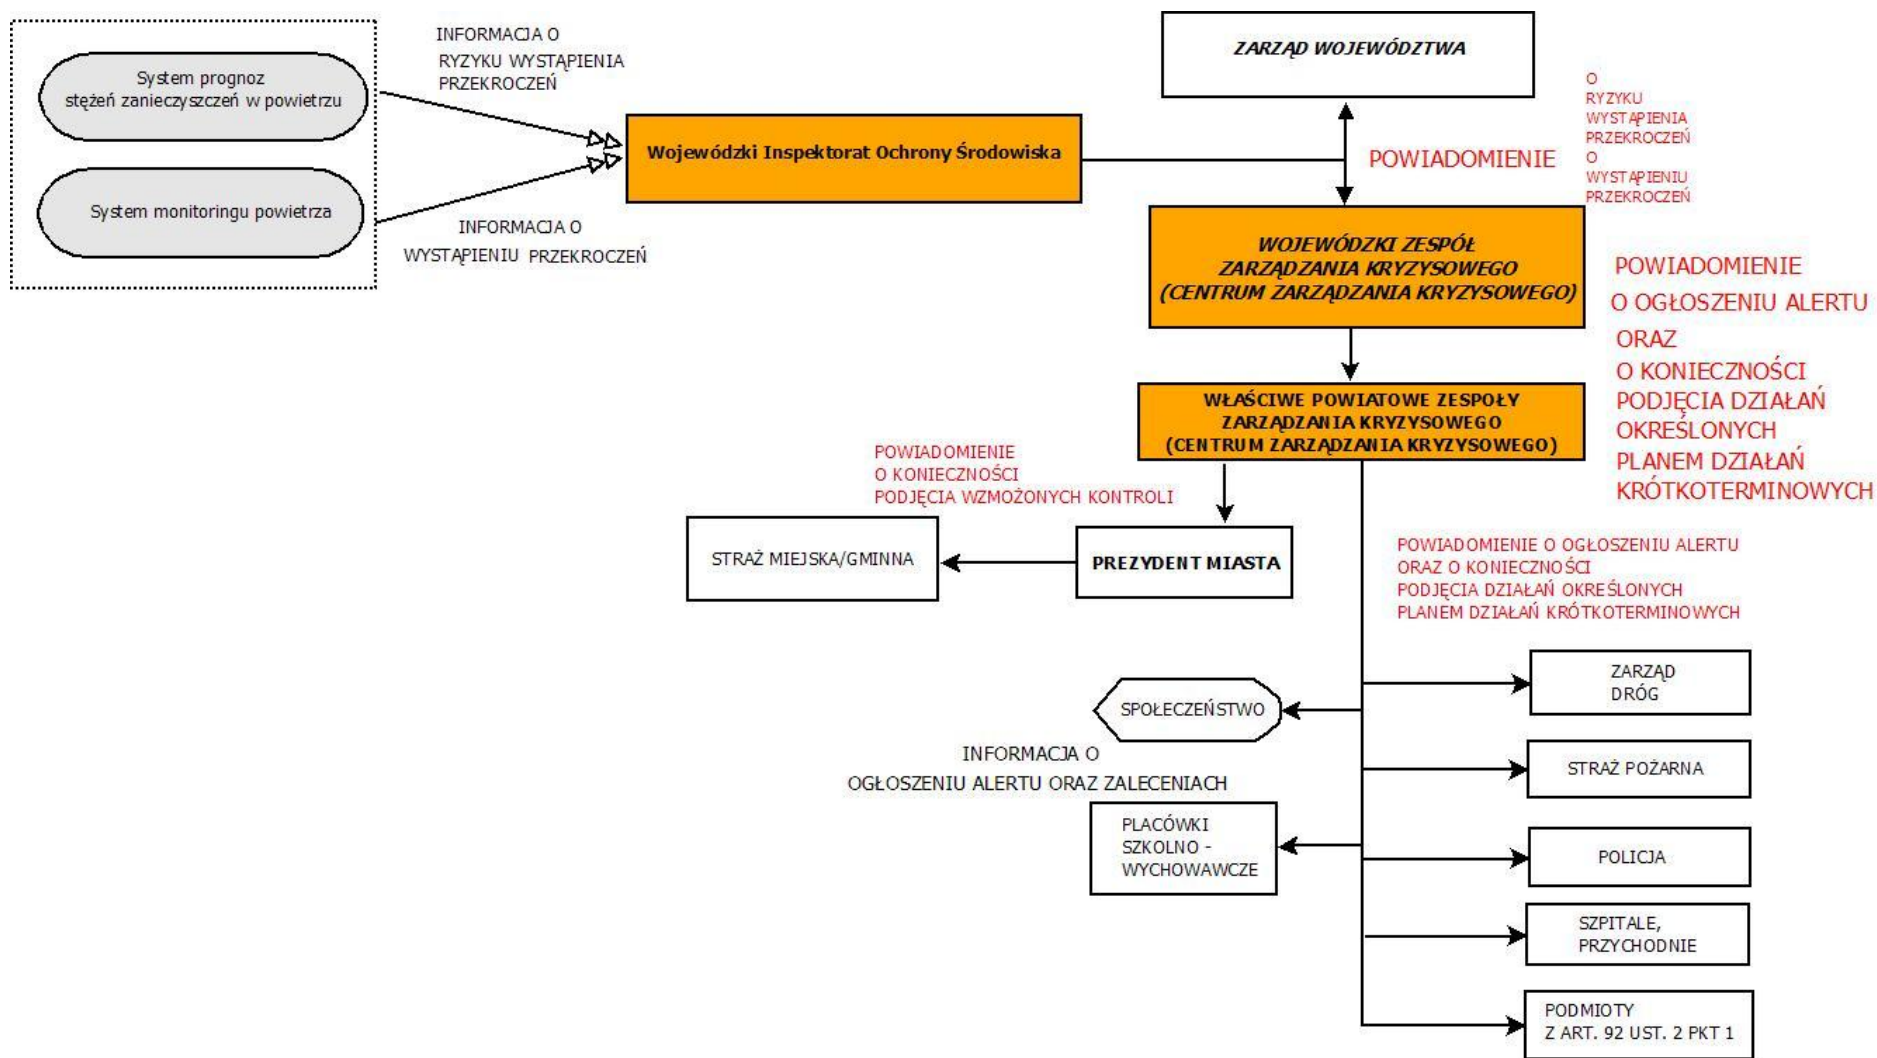 System prognoz
stężeń zanieczyszczeń w powietrzu
System monitoringu powietrza
INFORMACJA O
RYZYKU WYSTĄPIENIA
PRZEKROCZEŃ
INFORMACJA O
WYSTĄPIENIU PRZEKROCZEŃ
Wojewódzki Inspektorat Ochrony Środowiska
ZARZĄD WOJEWÓDZTWA
POWIADOMIENIE
O
RYZYKU
WYSTĄPIENIA
PRZEKROCZEŃ
O
WYSTĄPIENIU
PRZEKROCZEŃ
WOJEWÓDZKI ZESPÓŁ
ZARZĄDZANIA KRYZYSOWEGO
(CENTRUM ZARZĄDZANIA KRYZYSOWEGO)
POWIADOMIENIE
O OGŁOSZENIU ALERTU
ORAZ
O KONIECZNOŚCI
PODJĘCIA DZIAŁAŃ
OKREŚLONYCH
PLANEM DZIAŁAŃ
KRÓTKOTERMINOWYCH
WŁAŚCIWE POWIATOWE ZESPOŁY
ZARZĄDZANIA KRYZYSOWEGO
(CENTRUM ZARZĄDZANIA KRYZYSOWEGO)
POWIADOMIENIE
O KONIECZNOŚCI
PODJĘCIA WZMOŻONYCH KONTROLI
STRAŻ MIEJSKA/GMINNA
PREZYDENT MIASTA
POWIADOMIENIE O OGŁOSZENIU ALERTU
ORAZ O KONIECZNOŚCI
PODJĘCIA DZIAŁAŃ OKREŚLONYCH
PLANEM DZIAŁAŃ KRÓTKOTERMINOWYCH
SPOŁECZEŃSTWO
INFORMACJA O
OGŁOSZENIU ALERTU ORAZ ZALECENIACH
PLACÓWKI
SZKOLNO -
WYCHOWAWCZE
ZARZĄD
DRÓG
STRAŻ POŻARNA
POLICJA
SZPITALE,
PRZYCHODNIE
PODMIOTY
Z ART. 92 UST. 2 PKT 1